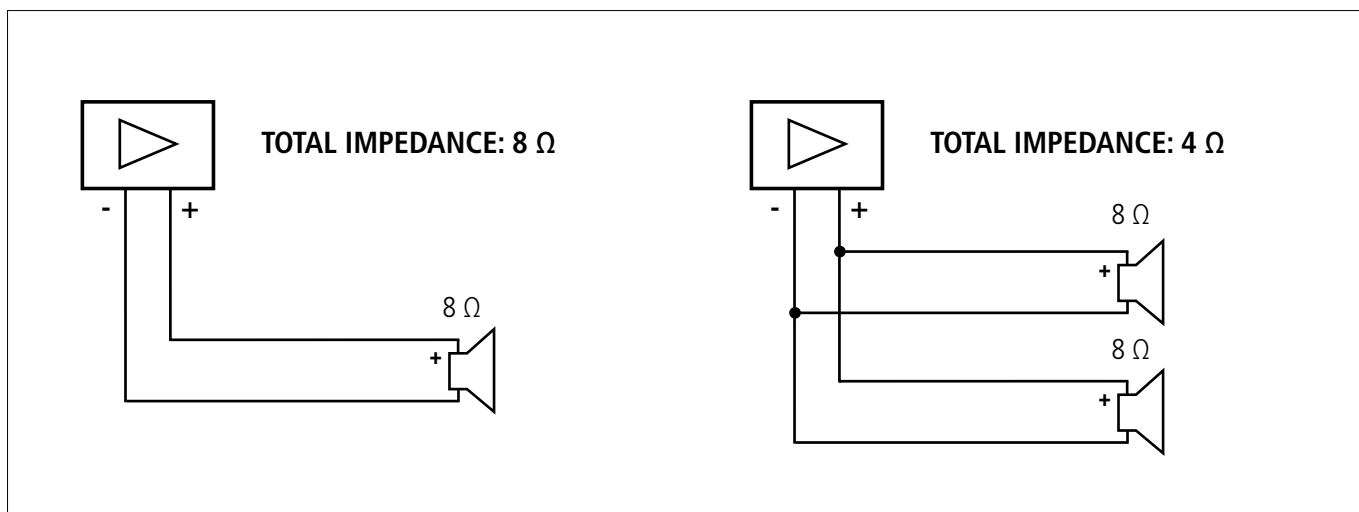 TOTAL IMPEDANCE: 8 Ω
- +
8 Ω
+
TOTAL IMPEDANCE: 4 Ω
- +
8 Ω
+
8 Ω
+